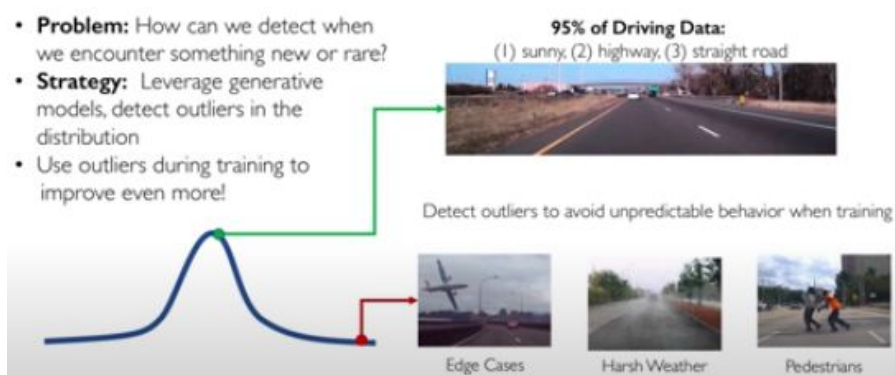 • Problem: How can we detect when
we encounter something new or rare?
• Strategy: Leverage generative
models, detect outliers in the
distribution
• Use outliers during training to
improve even more!
95% of Driving Data:
(1) sunny, (2) highway, (3) straight road
Detect outliers to avoid unpredictable behavior when training
Edge Cases
Harsh Weather
Pedestrians